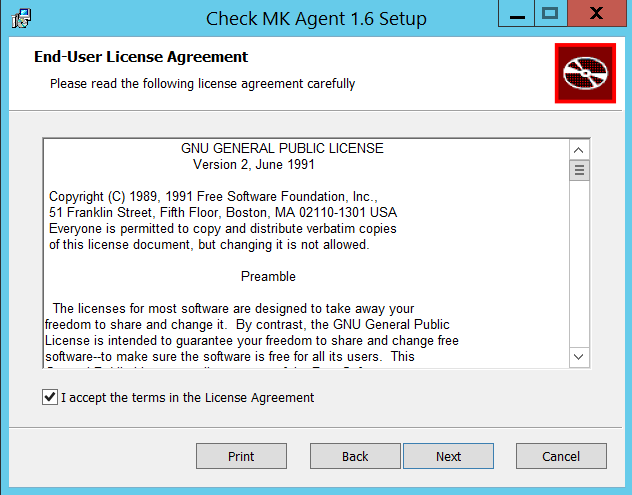 Check MK Agent 1.6 Setup
End-User License Agreement
Please read the following license agreement carefully
GNU GENERAL PUBLIC LICENSE
Version 2, June 1991
Copyright (C) 1989, 1991 Free Software Foundation, Inc.,
51 Franklin Street, Fifth Floor, Boston, MA 02110-1301 USA
Everyone is permitted to copy and distribute verbatim copies
of this license document, but changing it is not allowed.
Preamble
The licenses for most software are designed to take away your
freedom to share and change it. By contrast, the GNU General Public
License is intended to guarantee your freedom to share and change free
software--to make sure the software is free for all its users. This
I accept the terms in the License Agreement
Print
Back
Next
Cancel